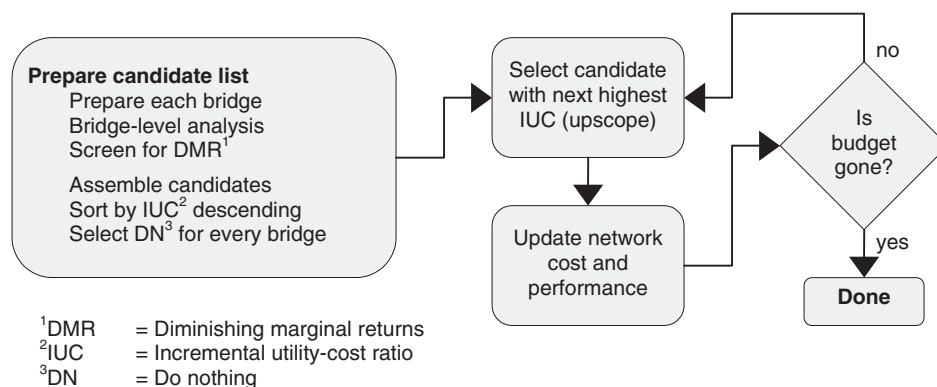 Prepare candidate list
Prepare each bridge
Bridge-level analysis
Screen for DMR¹
Assemble candidates
Sort by IUC² descending
Select DN³ for every bridge
Select candidate
with next highest
IUC (upscope)
Update network
cost and
performance
no
Is
budget
gone?
yes
Done
¹DMR = Diminishing marginal returns
²IUC = Incremental utility-cost ratio
³DN = Do nothing